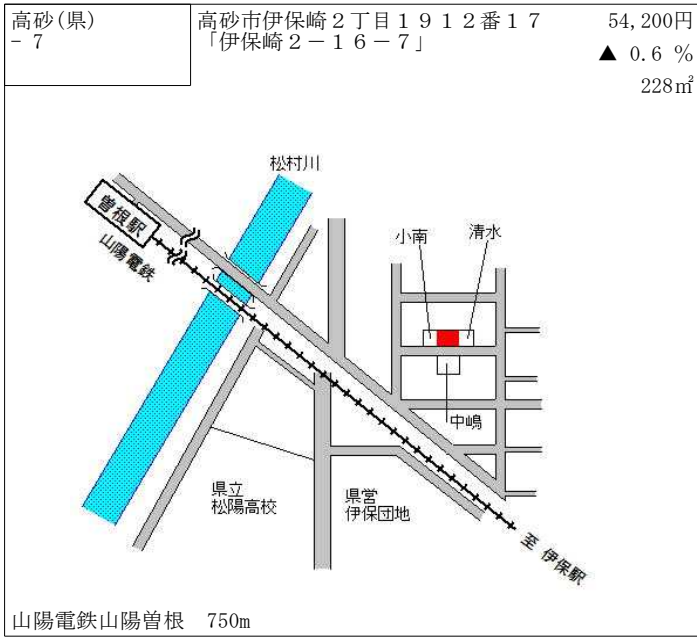 高砂(県)
- 7
高砂市伊保崎２丁目１９１２番１７
「伊保崎２－１６－７」
54,200円
▲ 0.6 %
228㎡
松村川
曽根駅
山陽電鉄
小南
清水
中嶋
県立
松陽高校
県営
伊保団地
至 伊保駅
山陽電鉄山陽曽根 750m